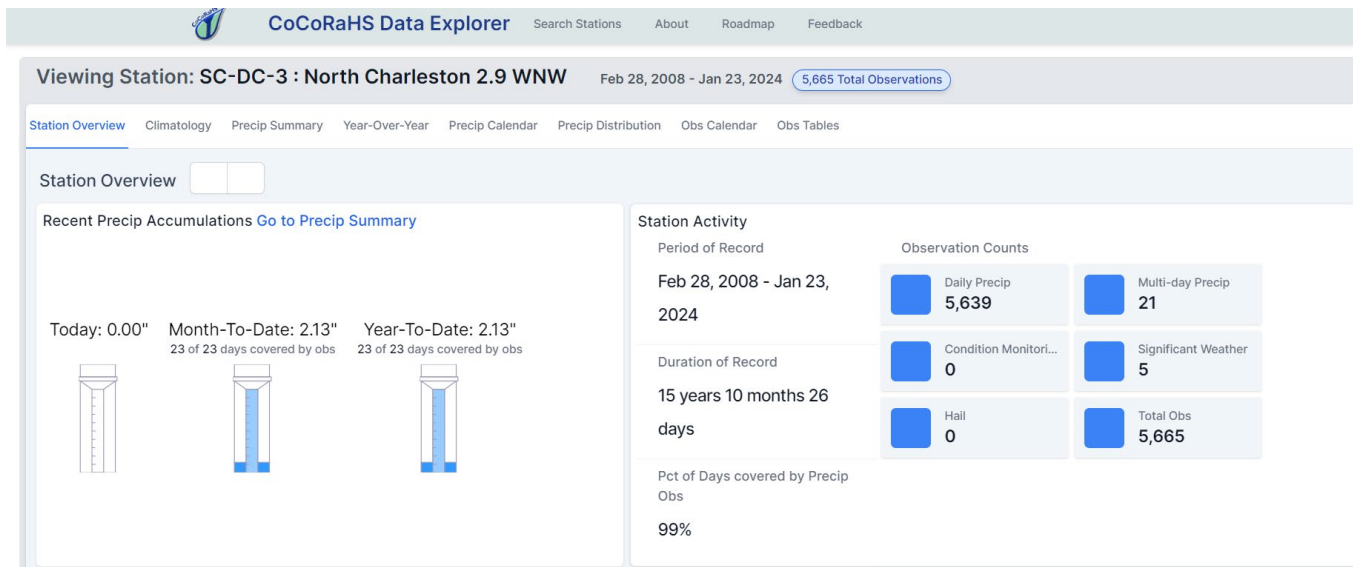 CoCoRaHS Data Explorer Search Stations About Roadmap Feedback
Viewing Station: SC-DC-3 : North Charleston 2.9 WNW Feb 28, 2008 - Jan 23, 2024 5,665 Total Observations
Station Overview Climatology Precip Summary Year-Over-Year Precip Calendar Precip Distribution Obs Calendar Obs Tables
Station Overview
Recent Precip Accumulations Go to Precip Summary
Today: 0.00"
Month-To-Date: 2.13"
23 of 23 days covered by obs
Year-To-Date: 2.13"
23 of 23 days covered by obs
Station Activity
Period of Record
Feb 28, 2008 - Jan 23,
2024
Duration of Record
15 years 10 months 26
days
Pct of Days covered by Precip
Obs
99%
Observation Counts
Daily Precip
5,639
Multi-day Precip
21
Condition Monitori...
0
Significant Weather
5
Hail
0
Total Obs
5,665